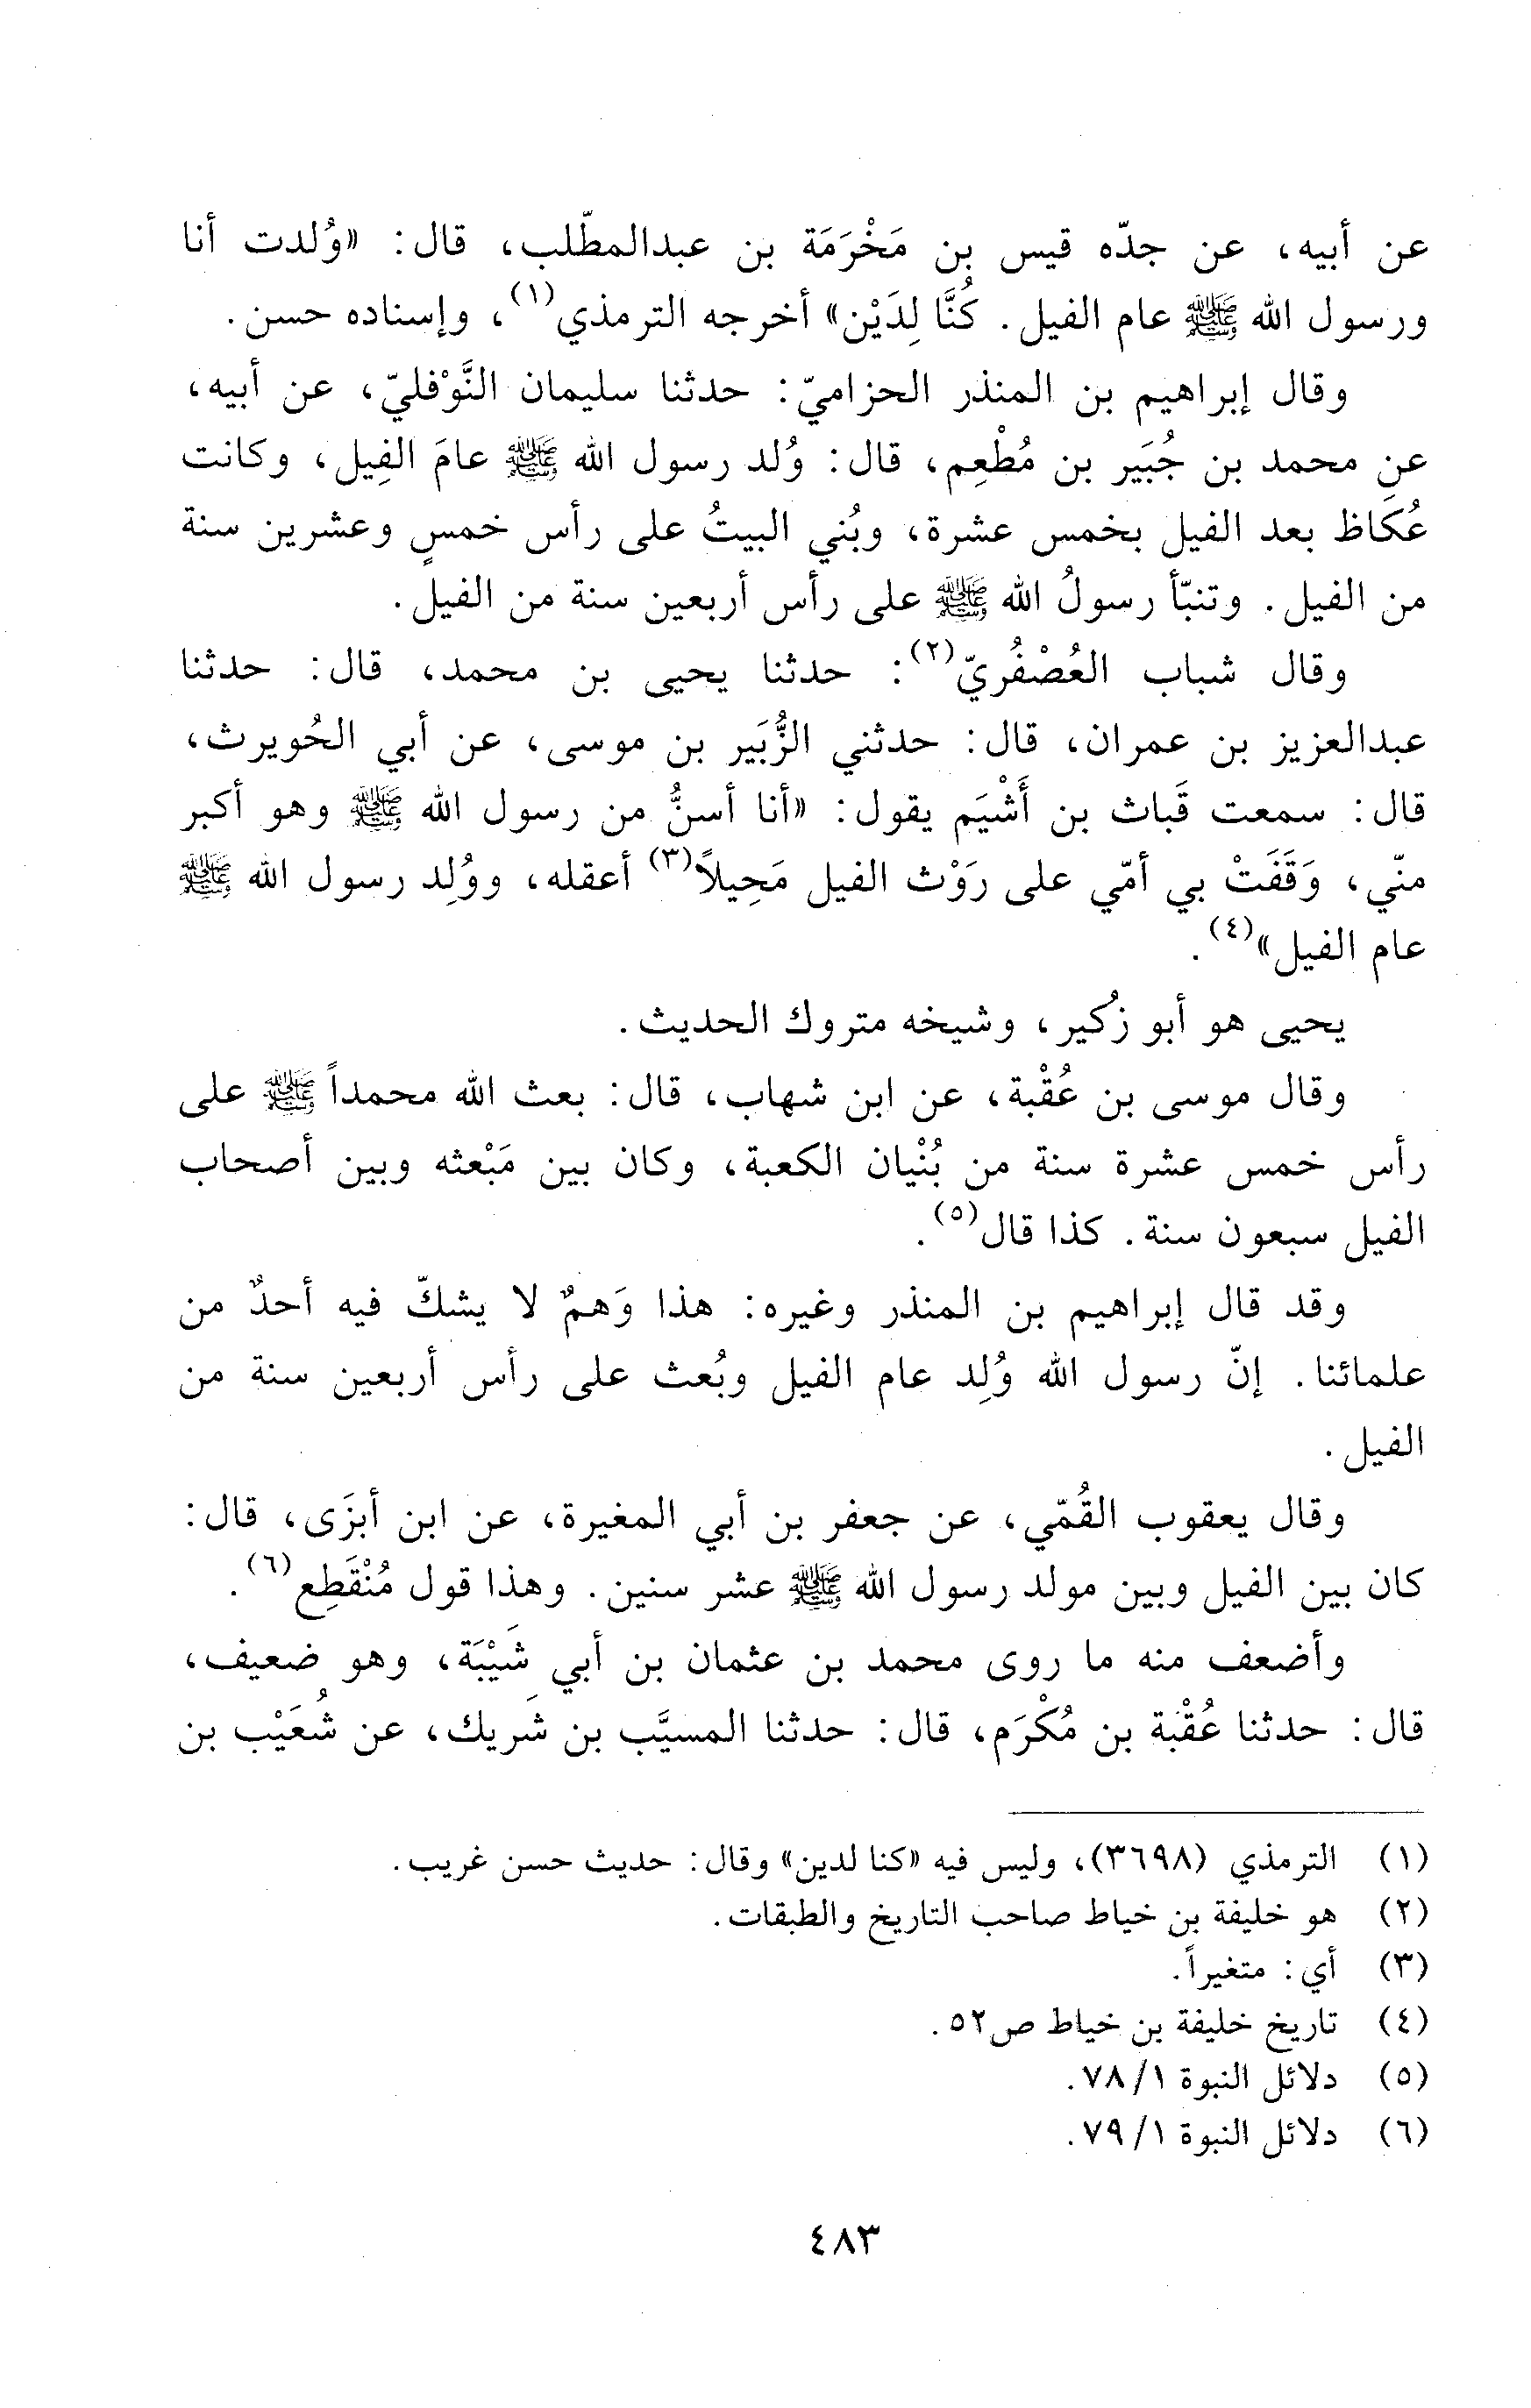 عن أبيه، عن جدّه قيس بن مَخْرَمَة بن عبدالمطّلب، قال: «وُلدت أنا
ورسول الله ﷺ عام الفيل. كُنَّا لِدَيْن» أخرجه الترمذي(١)، وإسناده حسن.
وقال إبراهيم بن المنذر الحزاميّ: حدثنا سليمان النَّوْفليّ، عن أبيه،
عن محمد بن جُبَير بن مُطْعِم، قال: وُلد رسول الله ﷺ عامَ الفِيل، وكانت
عُكَاظ بعد الفيل بخمس عشرة، وبُني البيتُ على رأس خمسٍ وعشرين سنة
من الفيل. وتنبّأ رسولُ الله ﷺ على رأس أربعين سنة من الفيل.
وقال شباب العُصْفُريّ(٢): حدثنا يحيى بن محمد، قال: حدثنا
عبدالعزيز بن عمران، قال: حدثني الزُّبَير بن موسى، عن أبي الحُويرث،
قال: سمعت قَباث بن أَشْيَم يقول: «أنا أسنُّ من رسول الله ﷺ وهو أكبر
منّي، وَقَفَتْ بي أمّي على رَوْث الفيل مَحِيلاً(٣) أعقله، ووُلِد رسول الله ﷺ
عام الفيل»(٤).
يحيى هو أبو زُكير، وشيخه متروك الحديث.
وقال موسى بن عُقْبة، عن ابن شهاب، قال: بعث الله محمداً ﷺ على
رأس خمس عشرة سنة من بُنْيان الكعبة، وكان بين مَبْعثه وبين أصحاب
الفيل سبعون سنة. كذا قال(٥).
وقد قال إبراهيم بن المنذر وغيره: هذا وَهمٌ لا يشكّ فيه أحدٌ من
علمائنا. إنّ رسول الله وُلِد عام الفيل وبُعث على رأس أربعين سنة من
الفيل.
وقال يعقوب القُمّي، عن جعفر بن أبي المغيرة، عن ابن أبزَى، قال:
كان بين الفيل وبين مولد رسول الله ﷺ عشر سنين. وهذا قول مُنْقَطِع(٦).
وأضعف منه ما روى محمد بن عثمان بن أبي شَيْبَة، وهو ضعيف،
قال: حدثنا عُقْبة بن مُكْرَم، قال: حدثنا المسيَّب بن شَريك، عن شُعَيْب بن
(١) الترمذي (٣٦٩٨)، وليس فيه «كنا لدين» وقال: حديث حسن غريب.
(٢) هو خليفة بن خياط صاحب التاريخ والطبقات.
(٣) أي: متغيراً.
(٤) تاريخ خليفة بن خياط ص٥٢.
(٥) دلائل النبوة ١/ ٧٨.
(٦) دلائل النبوة ١/ ٧٩.
٤٨٣